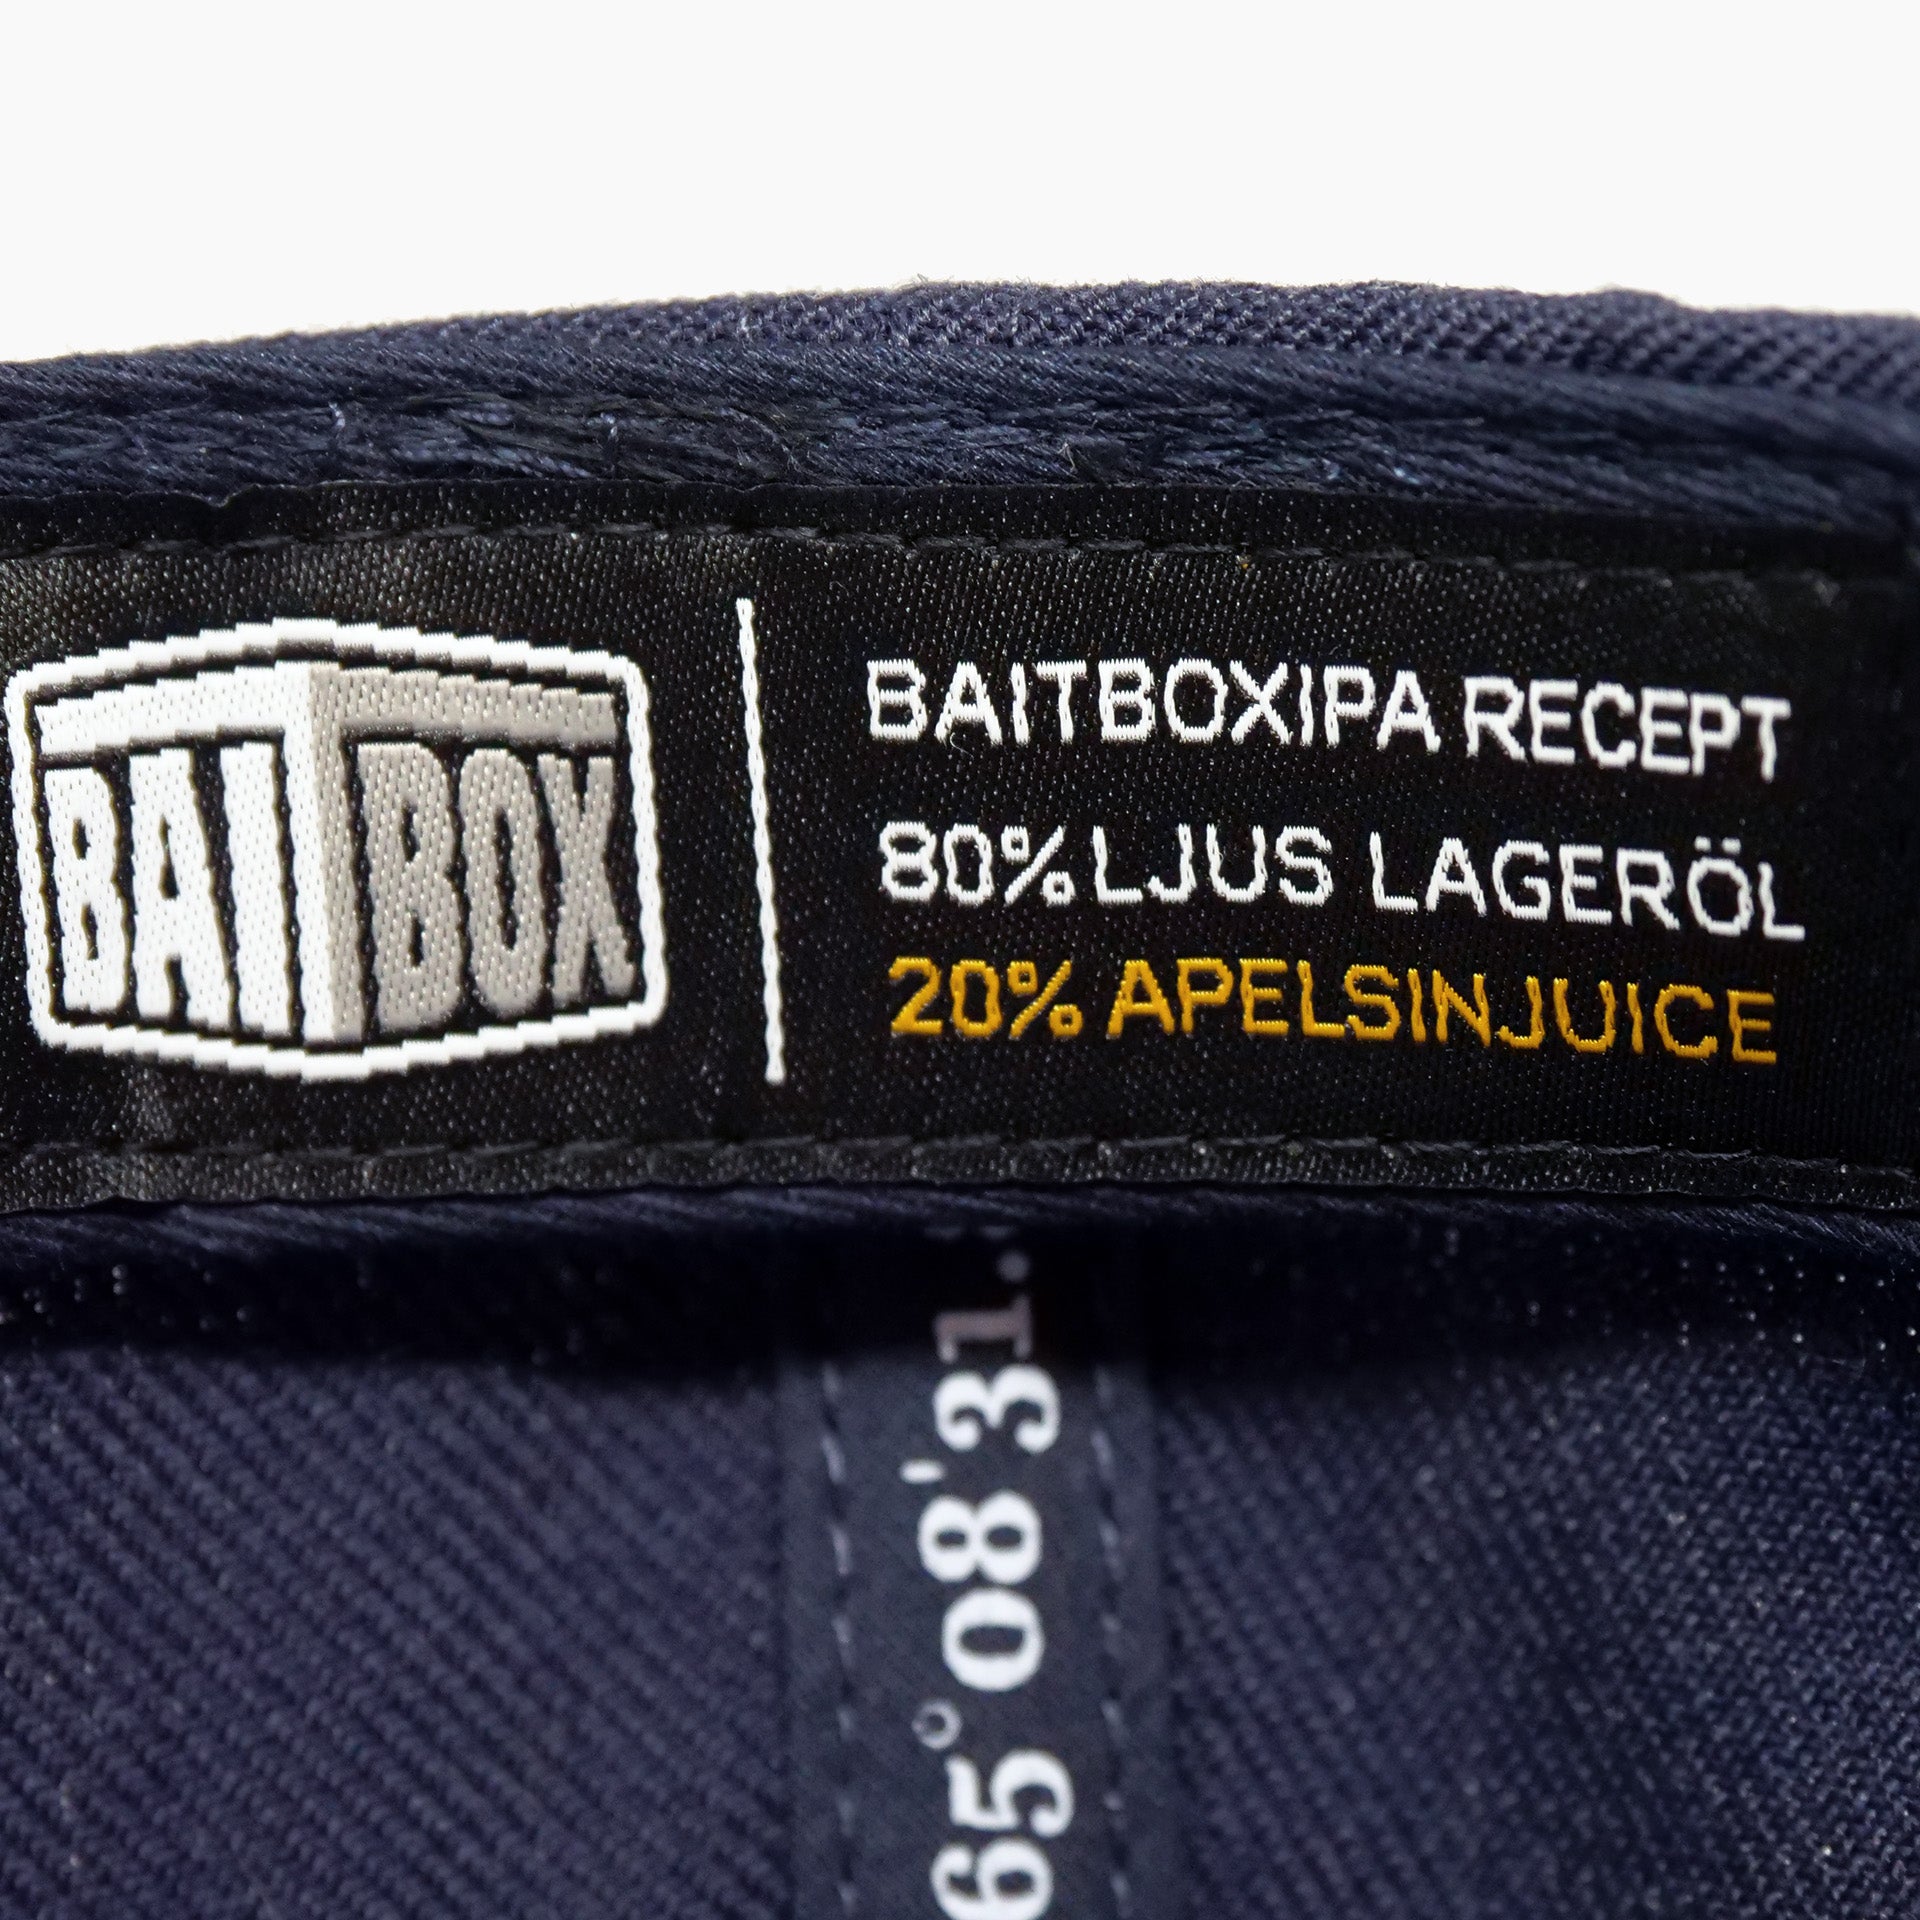 BAITBOX
BAITBOXIPA RECEPT
80% LJUS LAGERÖL
20% APELSINJUICE
65°08'31.